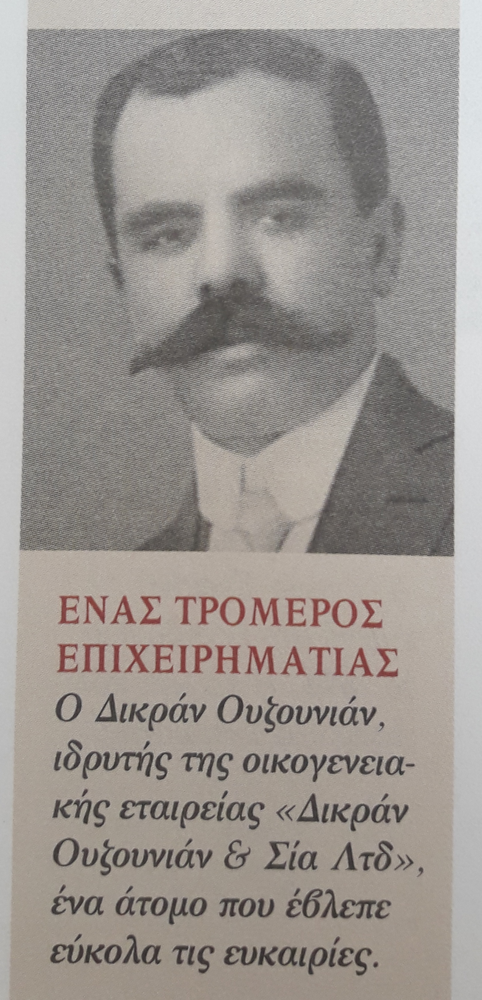 ΕΝΑΣ ΤΡΟΜΕΡΟΣ
ΕΠΙΧΕΙΡΗΜΑΤΙΑΣ
Ο Δικράν Ουζουνιάν,
ιδρυτής της οικογενεια-
κής εταιρείας «Δικράν
Ουζουνιάν & Σία Λτδ»,
ένα άτομο που έβλεπε
εύκολα τις ευκαιρίες.